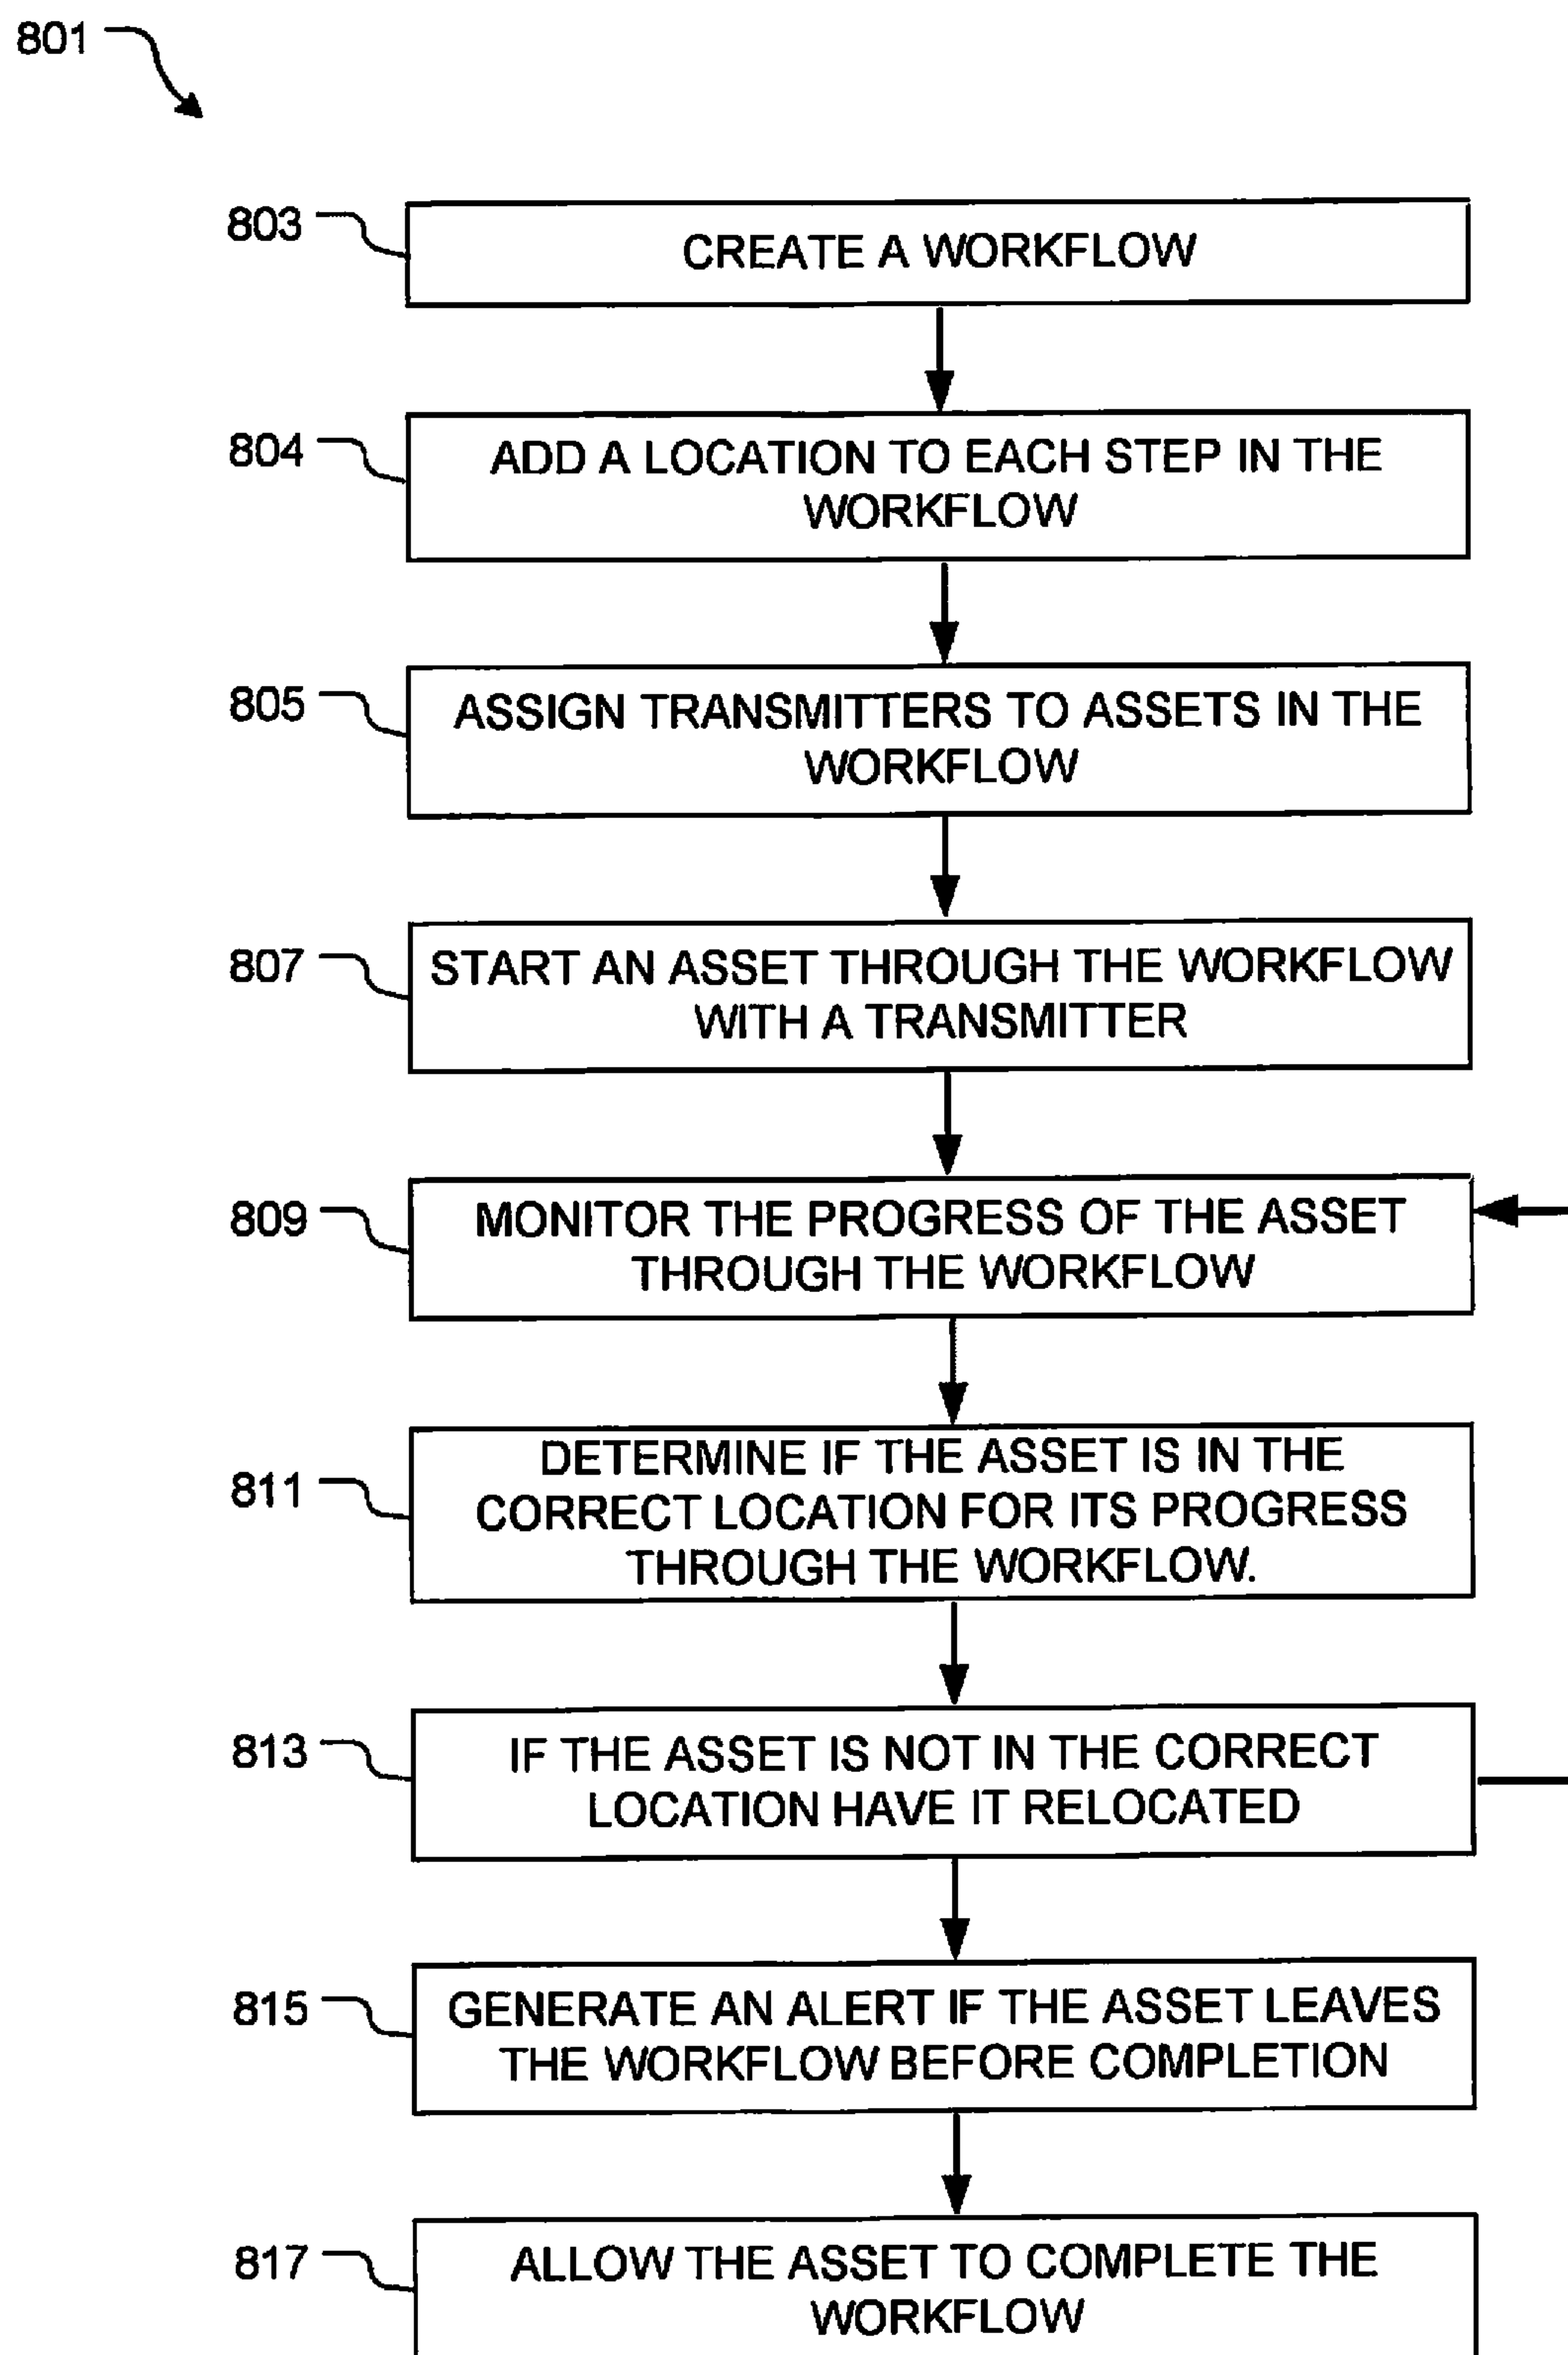 801
803
CREATE A WORKFLOW
804
ADD A LOCATION TO EACH STEP IN THE
WORKFLOW
805
ASSIGN TRANSMITTERS TO ASSETS IN THE
WORKFLOW
807
START AN ASSET THROUGH THE WORKFLOW
WITH A TRANSMITTER
809
MONITOR THE PROGRESS OF THE ASSET
THROUGH THE WORKFLOW
811
DETERMINE IF THE ASSET IS IN THE
CORRECT LOCATION FOR ITS PROGRESS
THROUGH THE WORKFLOW.
813
IF THE ASSET IS NOT IN THE CORRECT
LOCATION HAVE IT RELOCATED
815
GENERATE AN ALERT IF THE ASSET LEAVES
THE WORKFLOW BEFORE COMPLETION
817
ALLOW THE ASSET TO COMPLETE THE
WORKFLOW